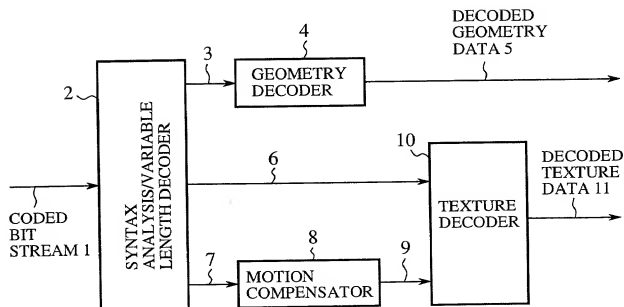 DECODED
GEOMETRY
DATA 5
4
3
GEOMETRY
DECODER
2
SYNTAX
ANALYSIS/VARIABLE
LENGTH DECODER
6
10
TEXTURE
DECODER
DECODED
TEXTURE
DATA 11
CODED
BIT
STREAM 1
7
8
MOTION
COMPENSATOR
9